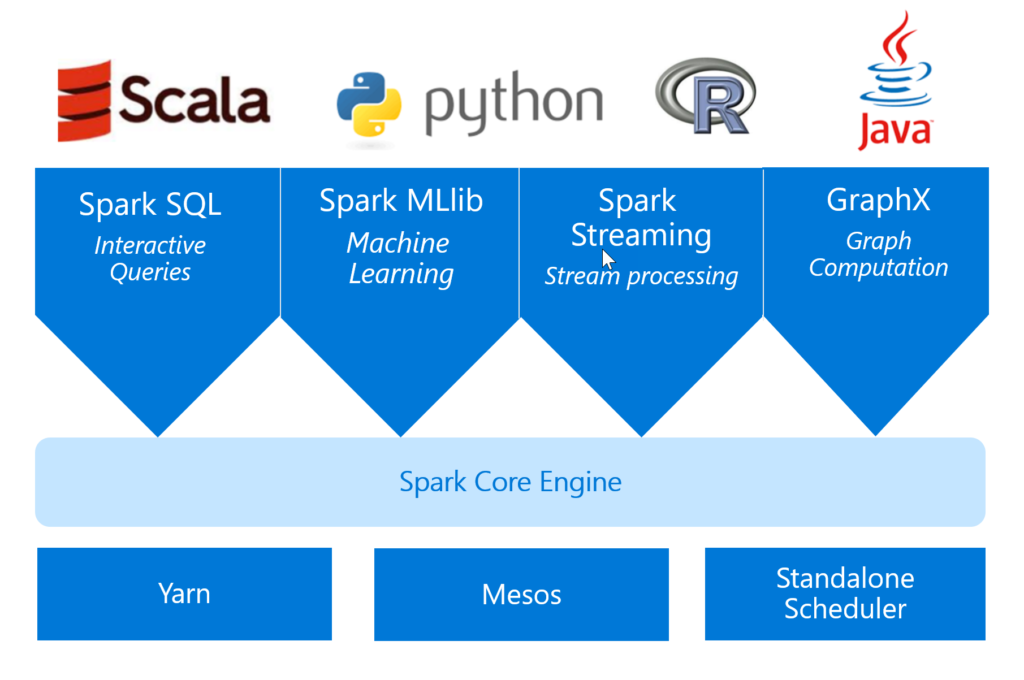 Scala
python
R
Java™
Spark SQL
Interactive
Queries
Spark MLlib
Machine
Learning
Spark
Streaming
Stream processing
GraphX
Graph
Computation
Spark Core Engine
Yarn
Mesos
Standalone
Scheduler